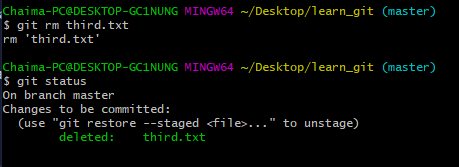 Chaima-PC@DESKTOP-GC1NUNG MINGW64 ~/Desktop/learn_git (master)
$ git rm third.txt
rm 'third.txt'
Chaima-PC@DESKTOP-GC1NUNG MINGW64 ~/Desktop/learn_git (master)
$ git status
On branch master
Changes to be committed:
  (use "git restore --staged <file>..." to unstage)
        deleted:    third.txt